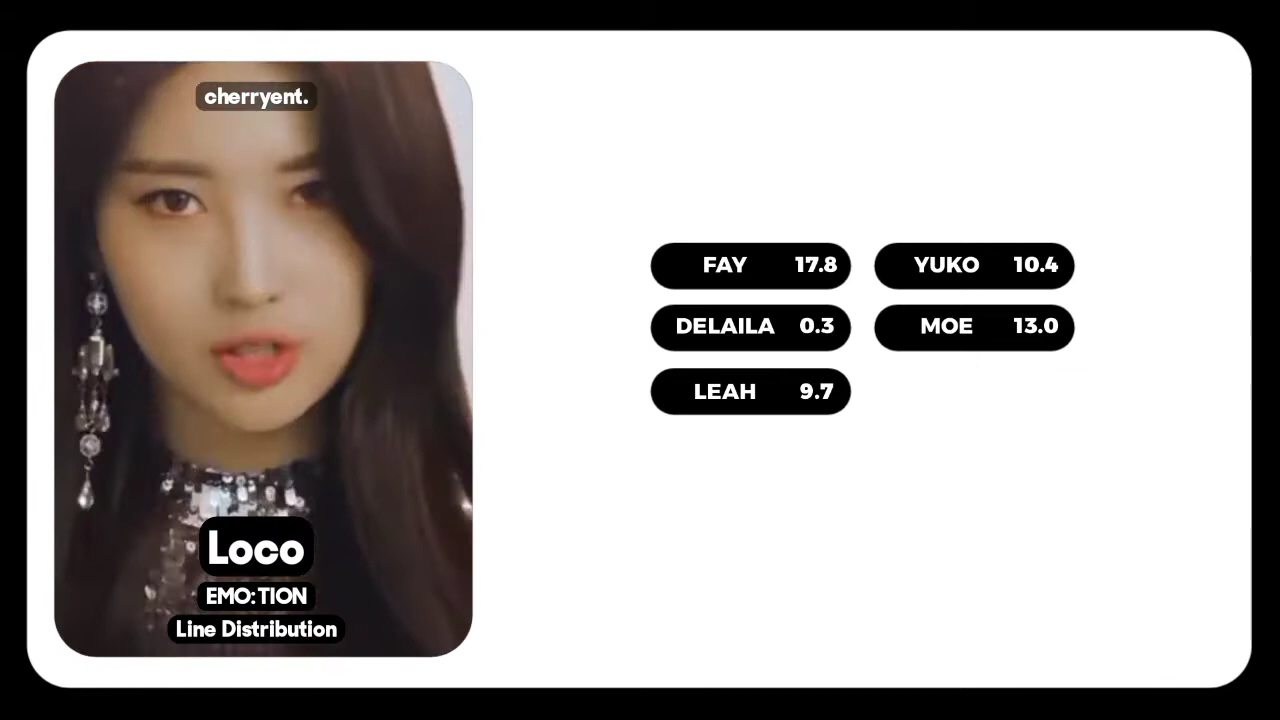 cherryent.
Loco
EMO:TION
Line Distribution
FAY 17.8
YUKO 10.4
DELAILA 0.3
MOE 13.0
LEAH 9.7